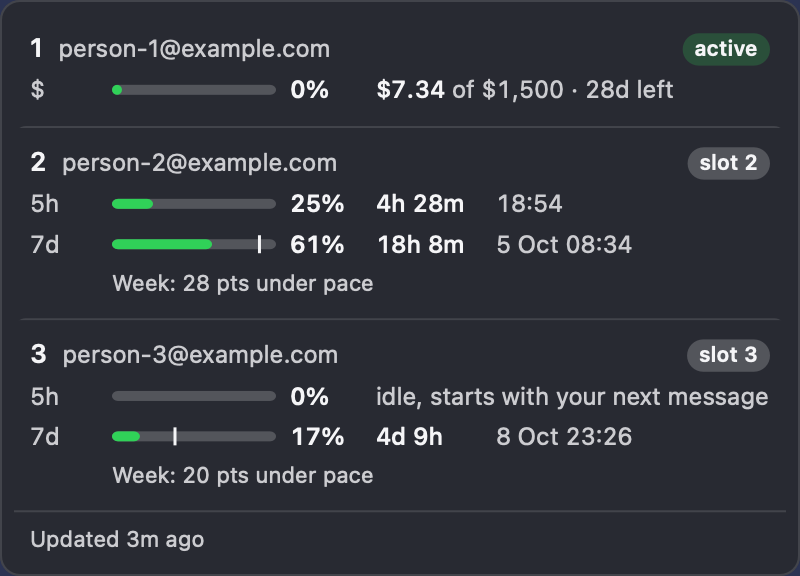 1 person-1@example.com active
$ 0% $7.34 of $1,500 · 28d left
2 person-2@example.com slot 2
5h 25% 4h 28m 18:54
7d 61% 18h 8m 5 Oct 08:34
Week: 28 pts under pace
3 person-3@example.com slot 3
5h 0% idle, starts with your next message
7d 17% 4d 9h 8 Oct 23:26
Week: 20 pts under pace
Updated 3m ago